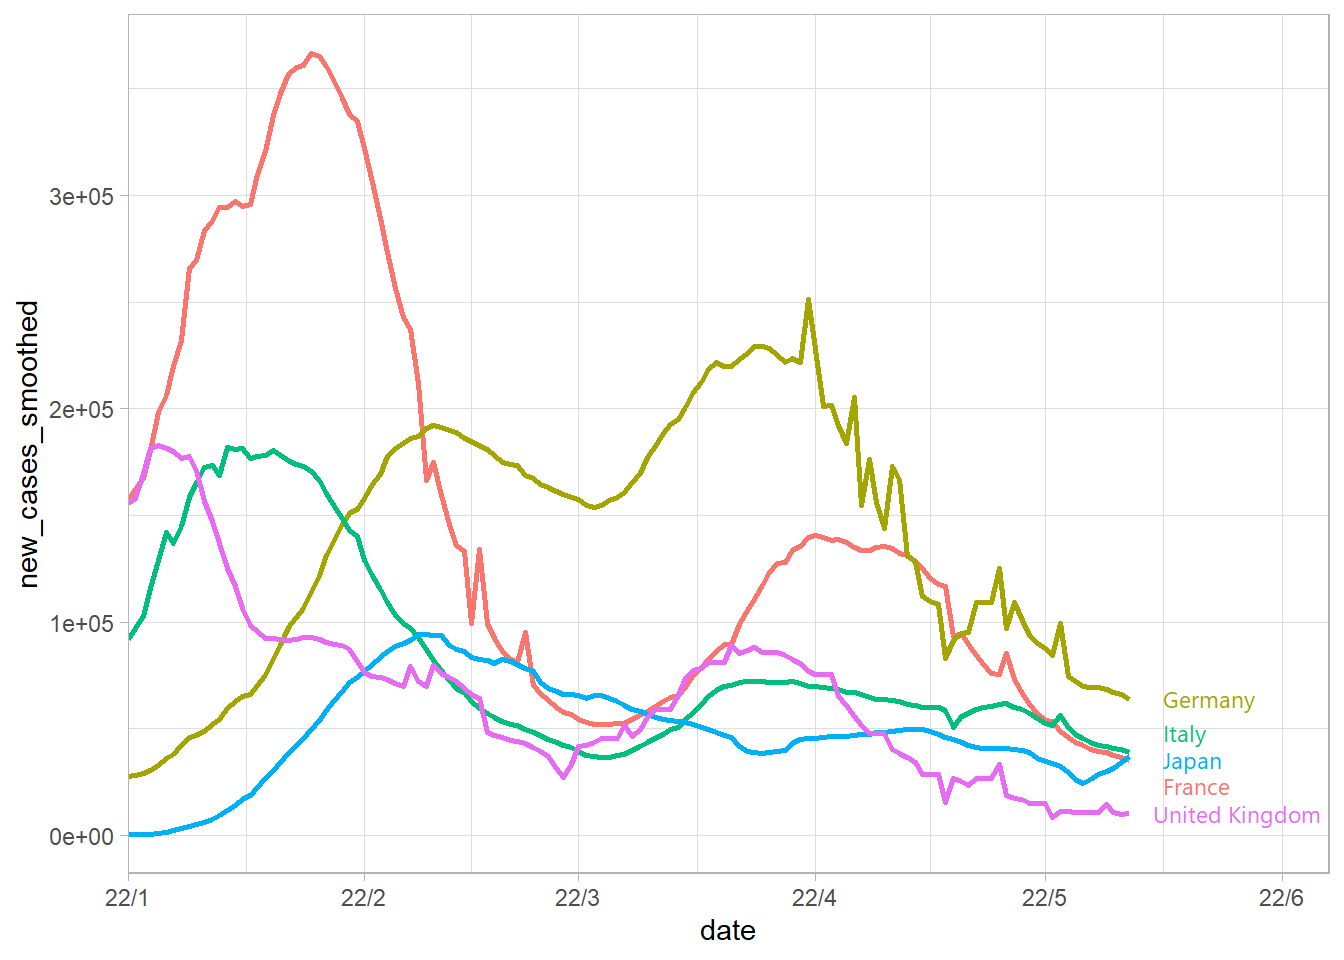 new_cases_smoothed
3e+05
2e+05
1e+05
0e+00
Germany
Italy
Japan
France
United Kingdom
22/1 22/2 22/3 22/4 22/5 22/6
date